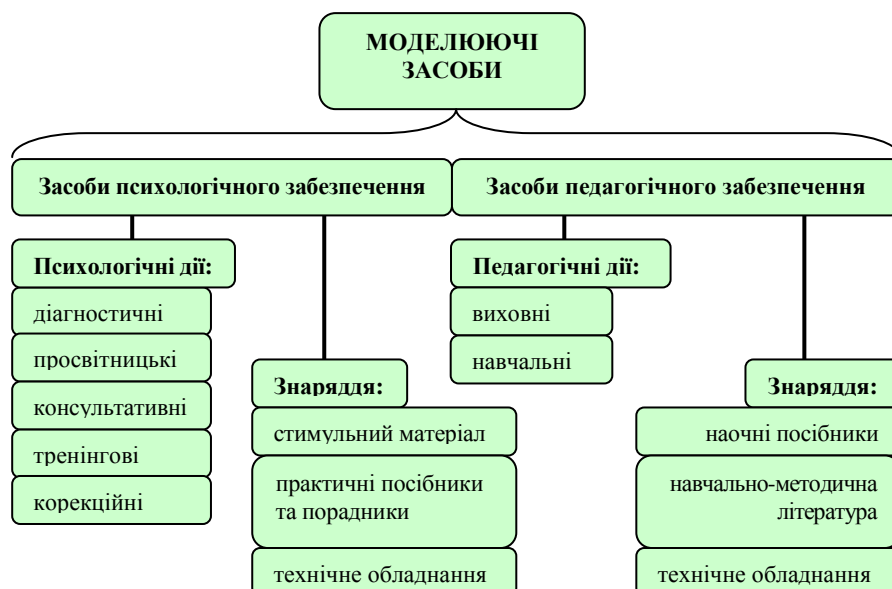 МОДЕЛЮЮЧІ
ЗАСОБИ
Засоби психологічного забезпечення
Засоби педагогічного забезпечення
Психологічні дії:
діагностичні
просвітницькі
консультативні
тренінгові
корекційні
Знаряддя:
стимульний матеріал
практичні посібники
та порадники
технічне обладнання
Педагогічні дії:
виховні
навчальні
Знаряддя:
наочні посібники
навчально-методична
література
технічне обладнання